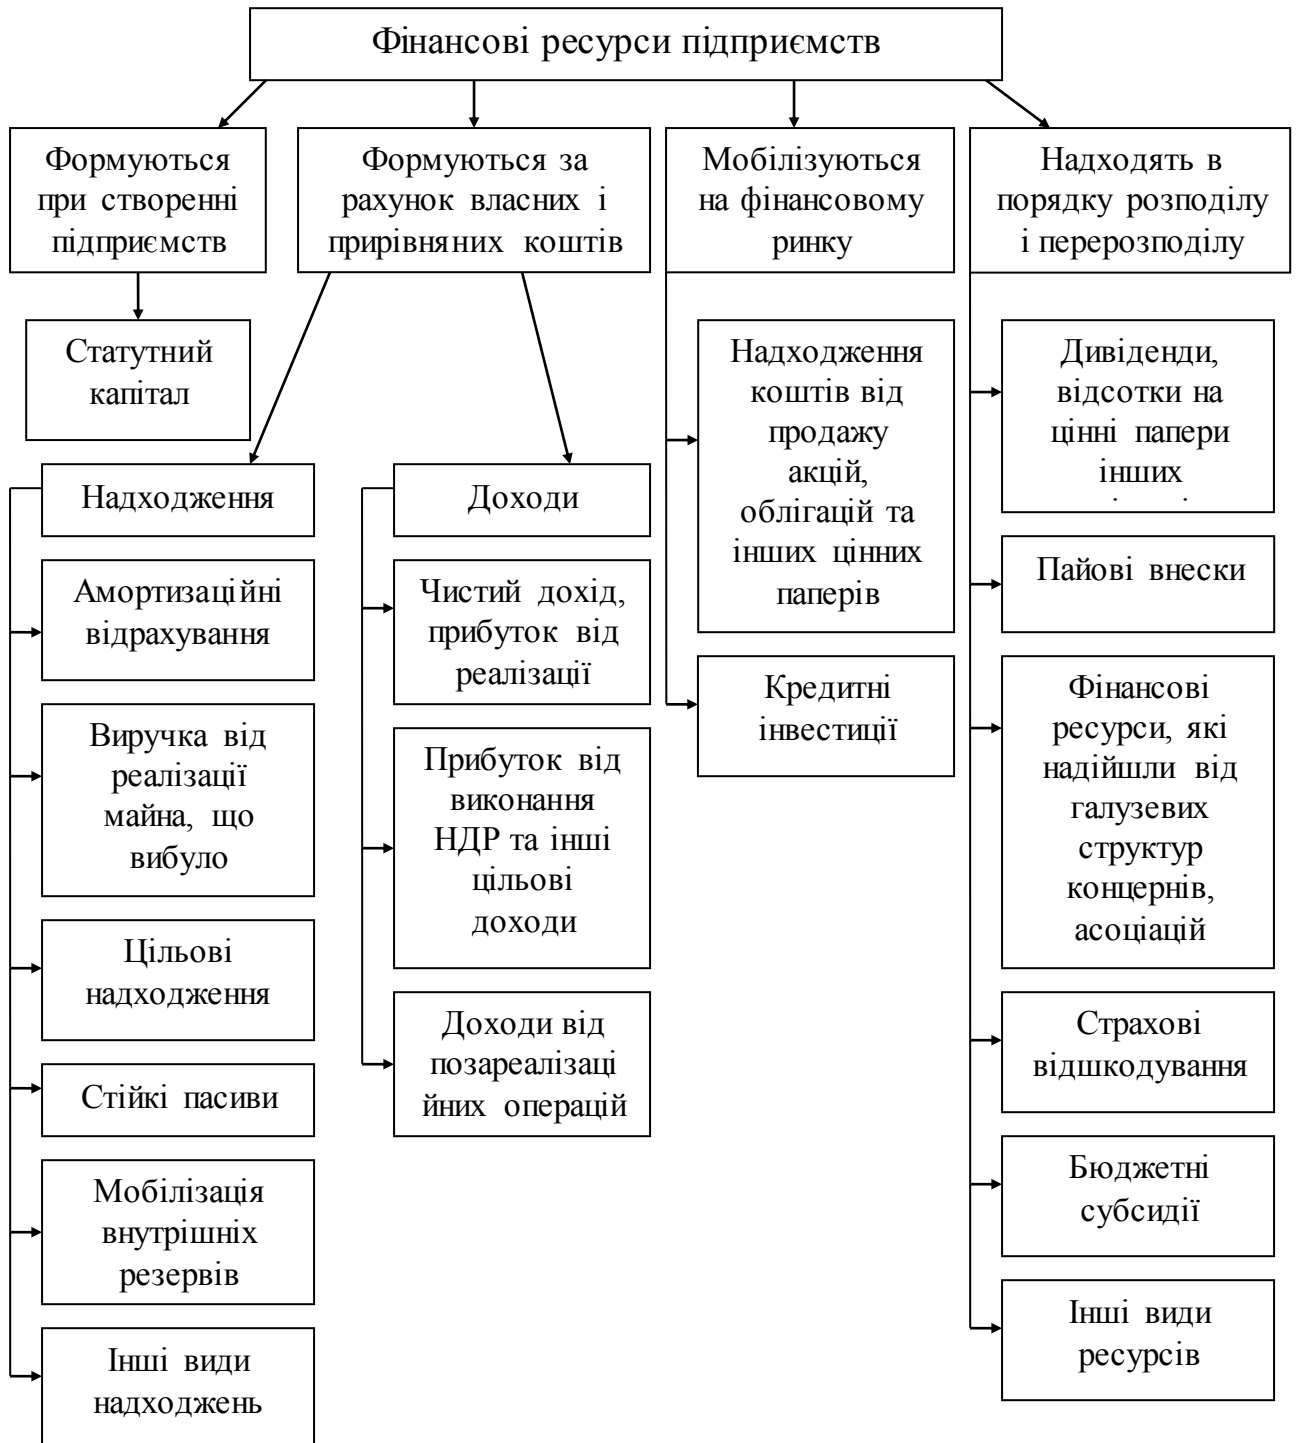 Фінансові ресурси підприємств
Формуються
при створенні
підприємств
Формуються за
рахунок власних і
прирівняних коштів
Мобілізуються
на фінансовому
ринку
Надходять в
порядку розподілу
і перерозподілу
Статутний
капітал
Надходження
Амортизаційні
відрахування
Виручка від
реалізації
майна, що
вибуло
Цільові
надходження
Стійкі пасиви
Мобілізація
внутрішніх
резервів
Інші види
надходжень
Доходи
Чистий дохід,
прибуток від
реалізації
Прибуток від
виконання
НДР та інші
цільові
доходи
Доходи від
позареалізаці
йних операцій
Надходження
коштів від
продажу
акцій,
облігацій та
інших цінних
паперів
Кредитні
інвестиції
Дивіденди,
відсотки на
цінні папери
інших
Пайові внески
Фінансові
ресурси, які
надійшли від
галузевих
структур
концернів,
асоціацій
Страхові
відшкодування
Бюджетні
субсидії
Інші види
ресурсів